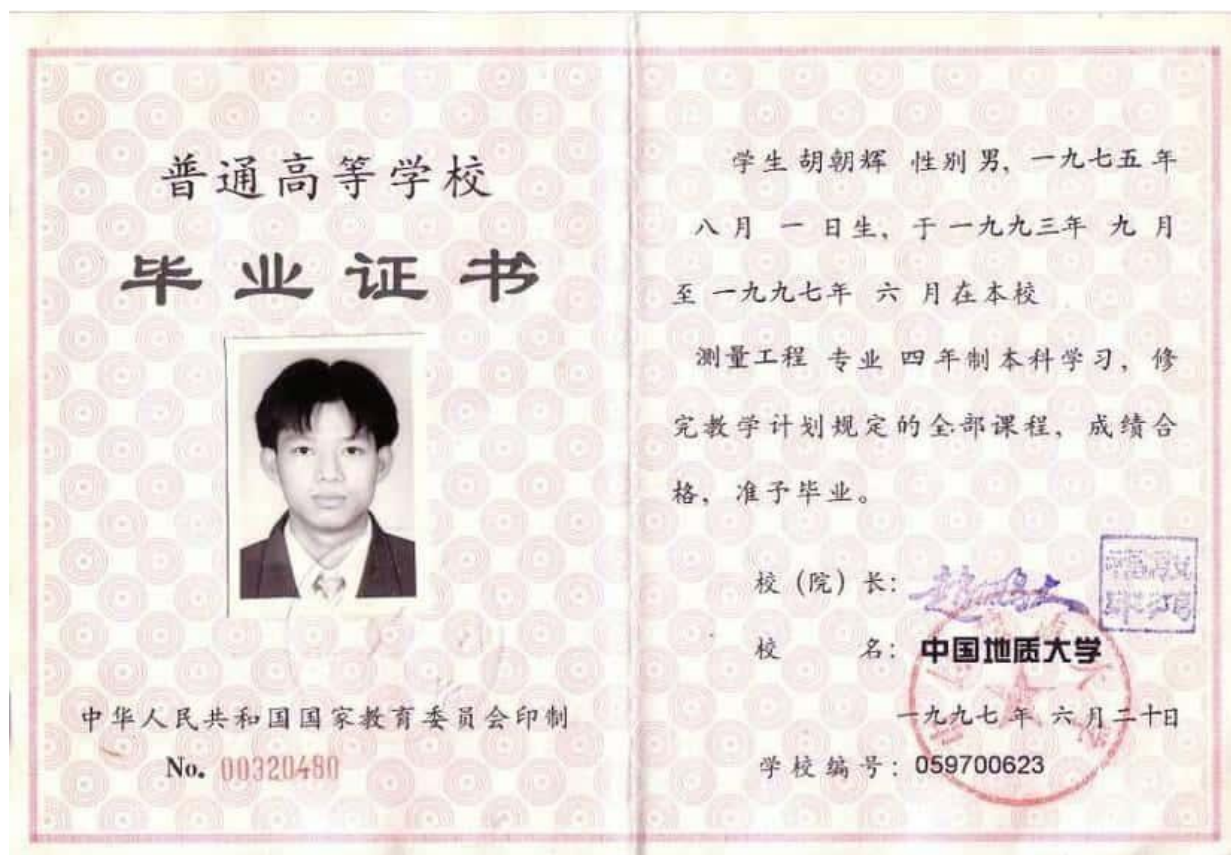 普通高等学校
毕业证书
中华人民共和国国家教育委员会印制
No. 00320480
学生 胡朝辉 性别 男, 一九七五 年
八 月 一 日生, 于 一九九三年 九 月
至 一九九七年 六 月在本校
测量工程 专业 四 年制本科学习, 修
完教学计划规定的全部课程, 成绩合
格, 准予毕业。
校 (院) 长: 赵鹏大
校 名: 中国地质大学
一九九七 年 六 月二十日
学校编号: 059700623